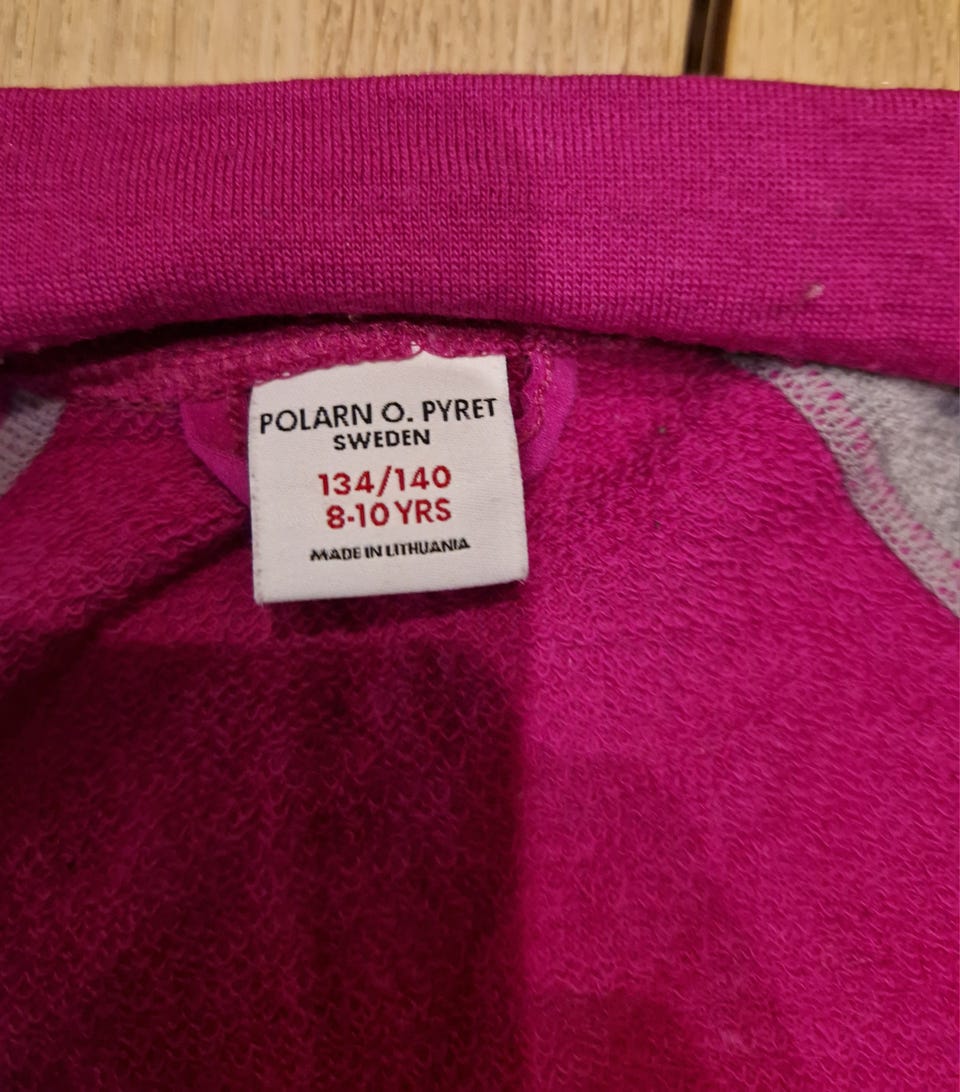 POLARN O. PYRET
SWEDEN
134/140
8-10 YRS
MADE IN LITHUANIA